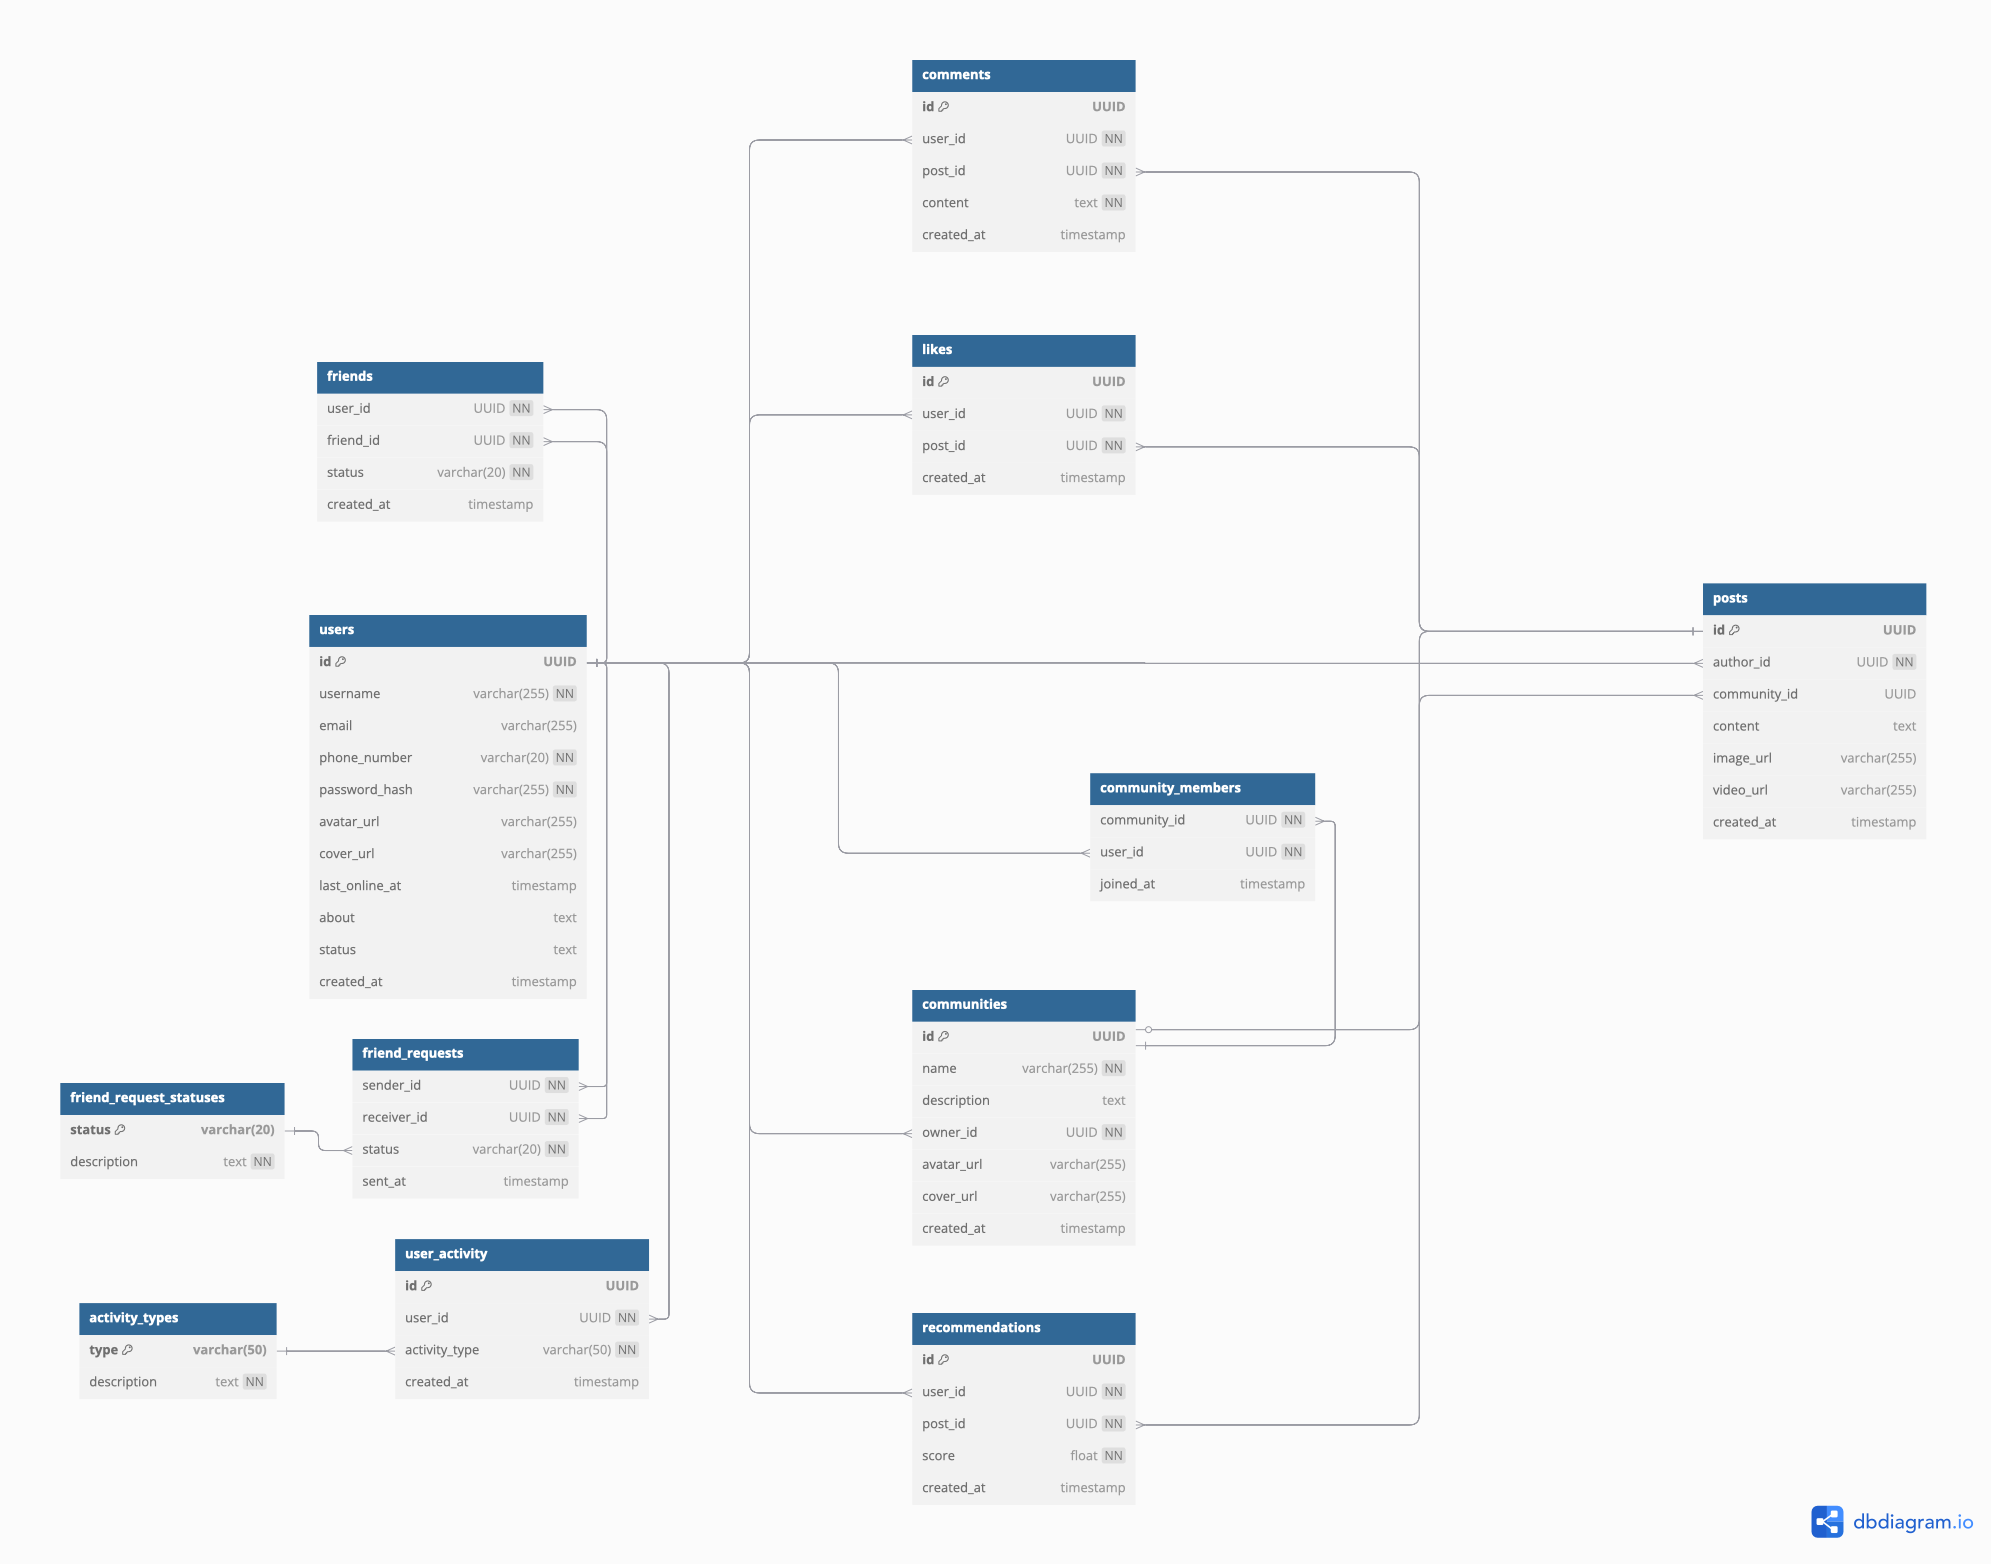 comments
id UUID
user_id UUID NN
post_id UUID NN
content text NN
created_at timestamp
likes
id UUID
user_id UUID NN
post_id UUID NN
created_at timestamp
friends
user_id UUID NN
friend_id UUID NN
status varchar(20) NN
created_at timestamp
users
id UUID
username varchar(255) NN
email varchar(255)
phone_number varchar(20) NN
password_hash varchar(255) NN
avatar_url varchar(255)
cover_url varchar(255)
last_online_at timestamp
about text
status text
created_at timestamp
posts
id UUID
author_id UUID NN
community_id UUID
content text
image_url varchar(255)
video_url varchar(255)
created_at timestamp
community_members
community_id UUID NN
user_id UUID NN
joined_at timestamp
communities
id UUID
name varchar(255) NN
description text
owner_id UUID NN
avatar_url varchar(255)
cover_url varchar(255)
created_at timestamp
friend_requests
sender_id UUID NN
receiver_id UUID NN
status varchar(20) NN
sent_at timestamp
friend_request_statuses
status varchar(20)
description text NN
user_activity
id UUID
user_id UUID NN
activity_type varchar(50) NN
created_at timestamp
activity_types
type varchar(50)
description text NN
recommendations
id UUID
user_id UUID NN
post_id UUID NN
score float NN
created_at timestamp
dbdiagram.io